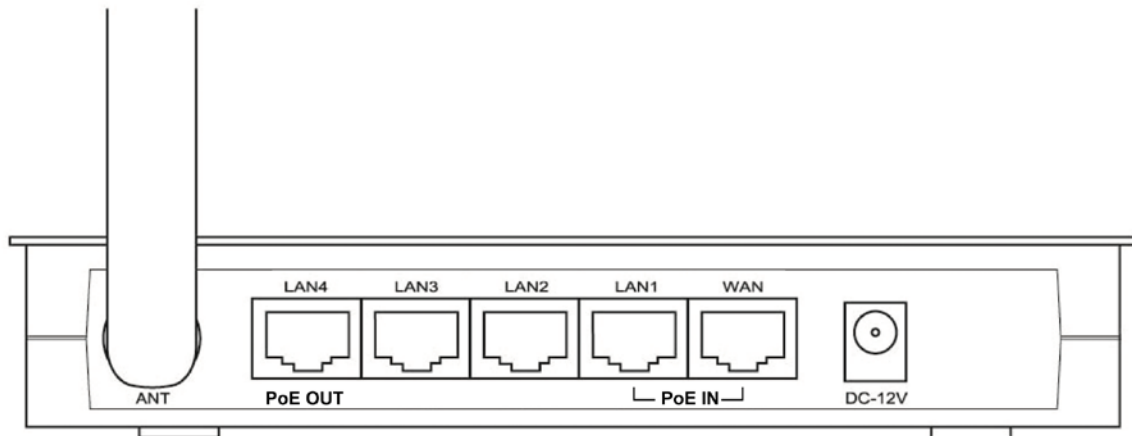 LAN4 LAN3 LAN2 LAN1 WAN
ANT PoE OUT PoE IN DC-12V